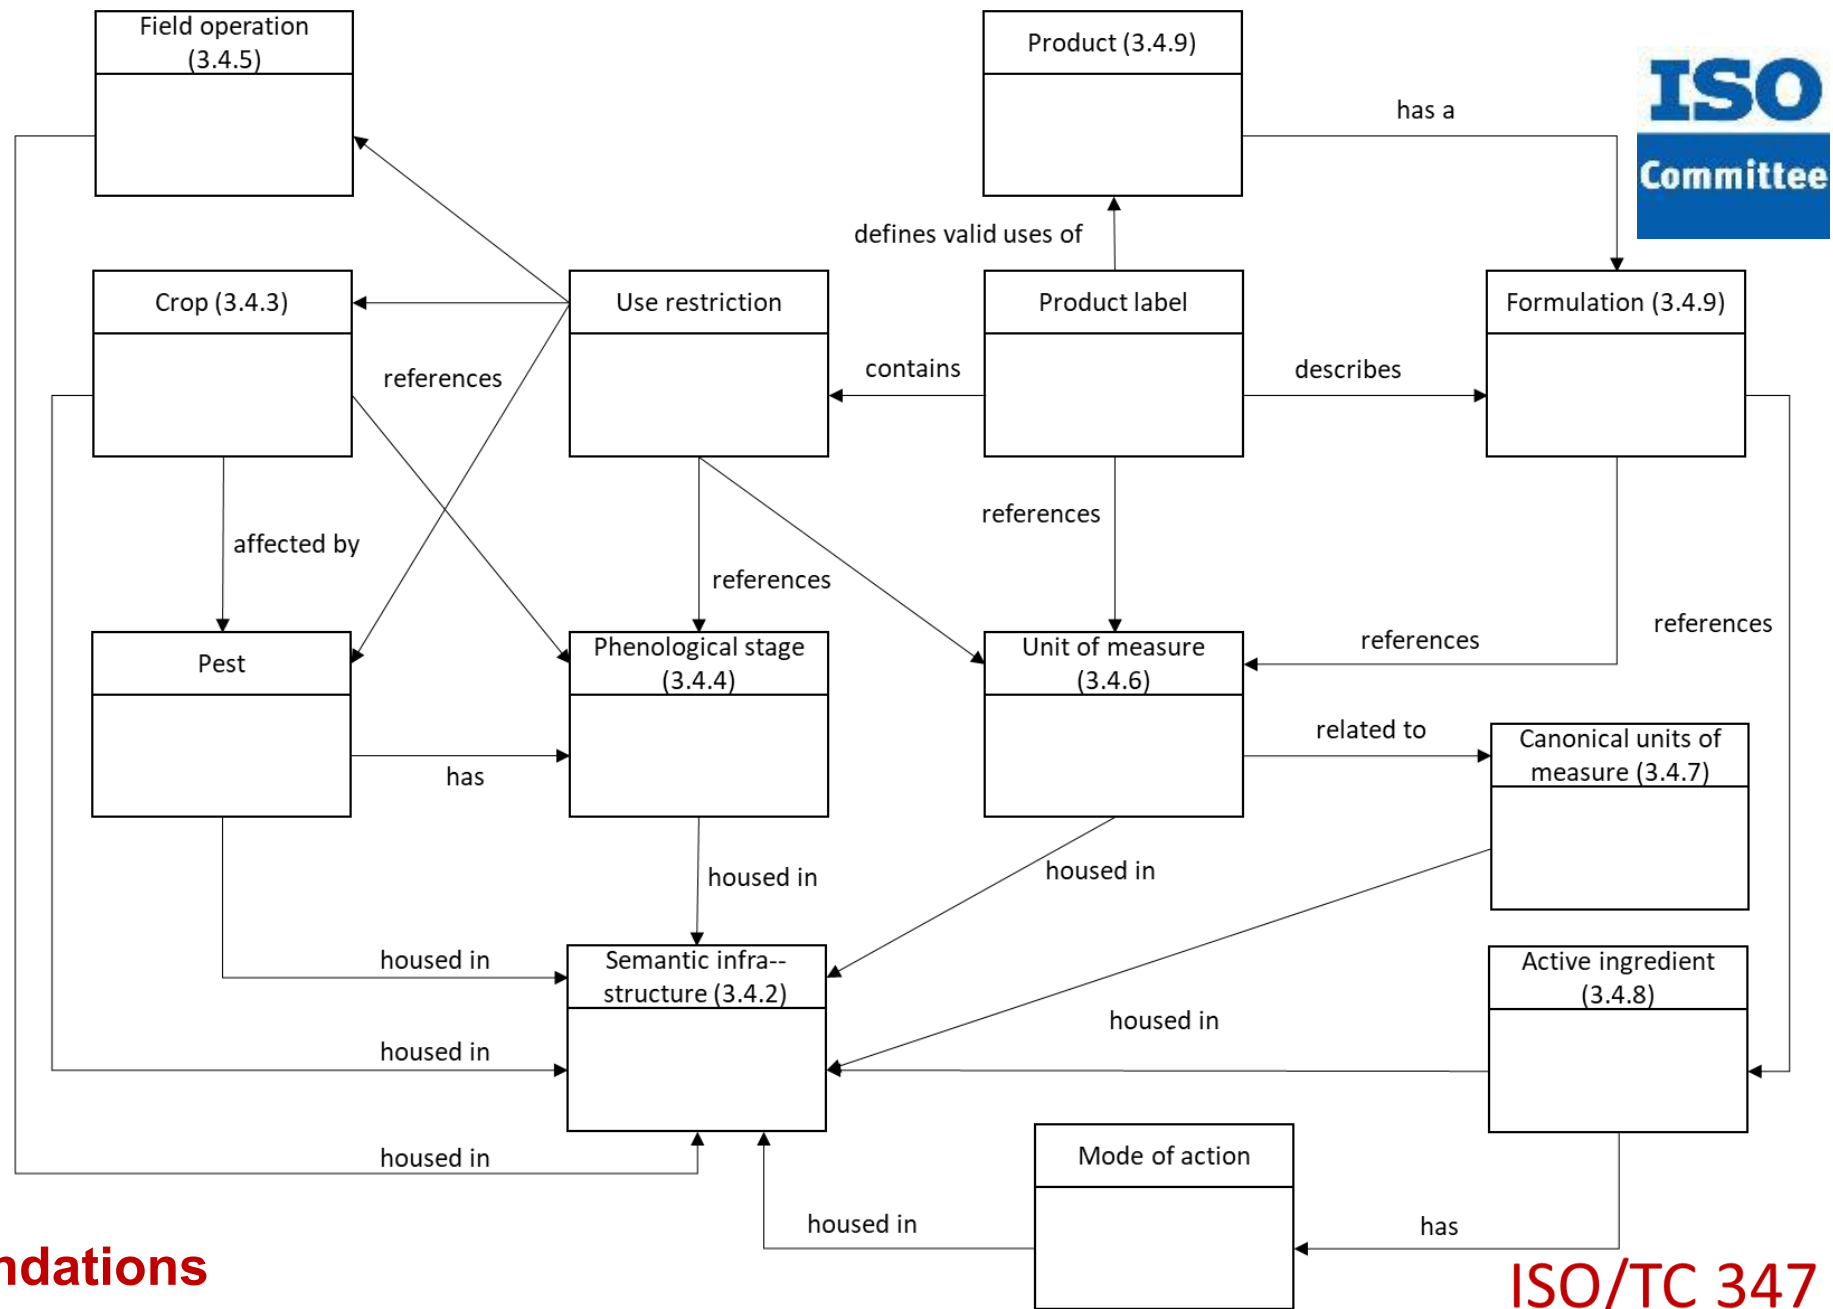 Field operation
(3.4.5)
Product (3.4.9)
ISO
Committee
has a
defines valid uses of
Crop (3.4.3)
Use restriction
Product label
Formulation (3.4.9)
references
contains
describes
references
affected by
references
references
references
Pest
Phenological stage
(3.4.4)
Unit of measure
(3.4.6)
related to
Canonical units of
measure (3.4.7)
has
housed in
housed in
housed in
Semantic infra--
structure (3.4.2)
Active ingredient
(3.4.8)
housed in
housed in
housed in
Mode of action
housed in
has
ndations
ISO/TC 347